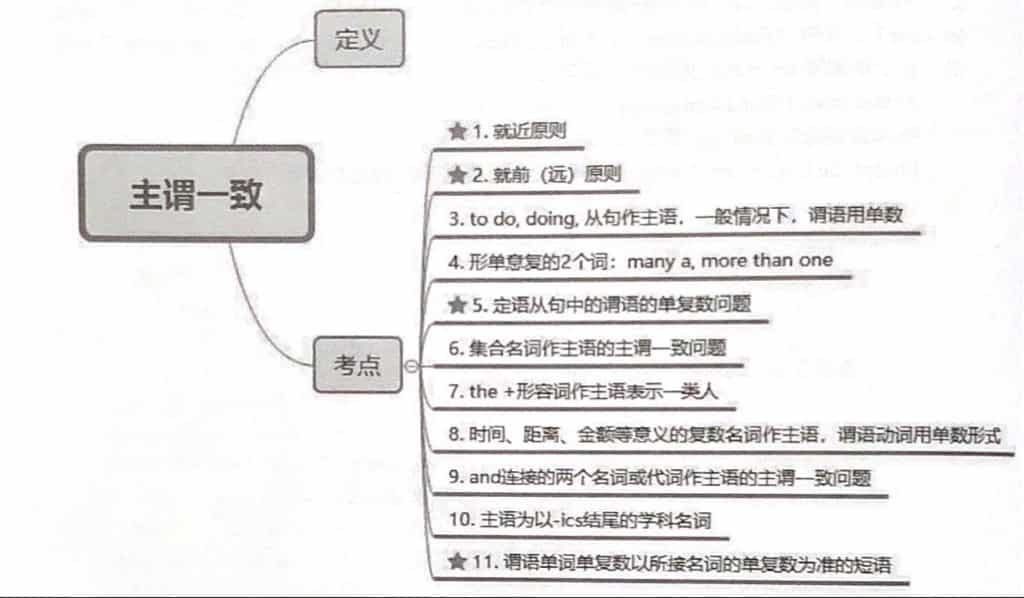 定义
主谓一致
★ 1. 就近原则
★ 2. 就前（远）原则
3. to do, doing, 从句作主语，一般情况下，谓语用单数
4. 形单意复的2个词：many a, more than one
★ 5. 定语从句中的谓语的单复数问题
6. 集合名词作主语的主谓一致问题
考点
7. the +形容词作主语表示一类人
8. 时间、距离、金额等意义的复数名词作主语，谓语动词用单数形式
9. and连接的两个名词或代词作主语的主谓一致问题
10. 主语为以-ics结尾的学科名词
★ 11. 谓语单词单复数以所接名词的单复数为准的短语